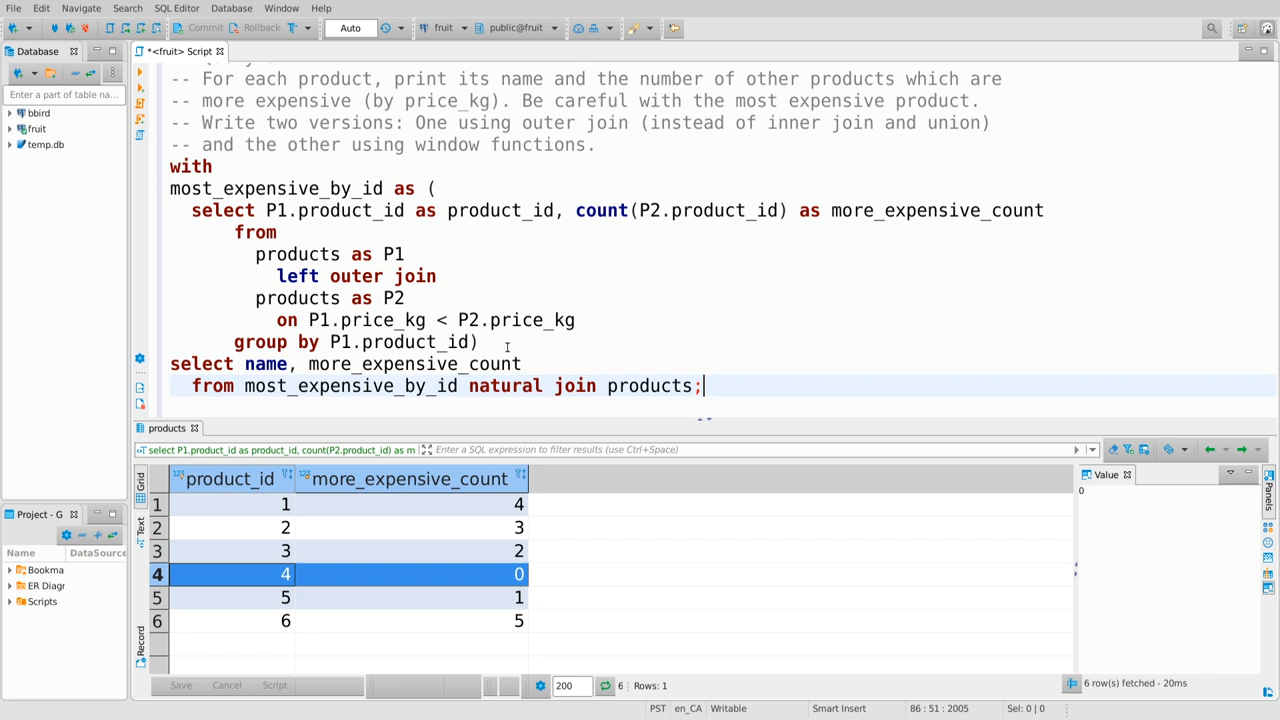 File Edit Navigate Search SQL Editor Database Window Help
Commit Rollback Auto fruit public@fruit
Database *<fruit> Script
Enter a part of table na...
bbird
fruit
temp.db
-- For each product, print its name and the number of other products which are
-- more expensive (by price_kg). Be careful with the most expensive product.
-- Write two versions: One using outer join (instead of inner join and union)
-- and the other using window functions.
with
most_expensive_by_id as (
select P1.product_id as product_id, count(P2.product_id) as more_expensive_count
from
products as P1
left outer join
products as P2
on P1.price_kg < P2.price_kg
group by P1.product_id)
select name, more_expensive_count
from most_expensive_by_id natural join products;
products
select P1.product_id as product_id, count(P2.product_id) as m Enter a SQL expression to filter results (use Ctrl+Space)
Grid
Text
Record
123 product_id 123 more_expensive_count
1 1 4
2 2 3
3 3 2
4 4 0
5 5 1
6 6 5
Value
0
Panels
Project - G
Name DataSource
Bookma
ER Diagr
Scripts
Save Cancel Script 200 6 Rows: 1 6 row(s) fetched - 20ms
PST en_CA Writable Smart Insert 86 : 51 : 2005 Sel: 0 | 0